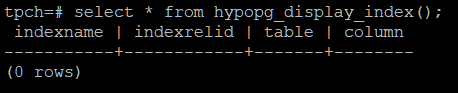 tpch=# select * from hypopg_display_index();
 indexname | indexrelid | table | column
-----------+------------+-------+--------
(0 rows)